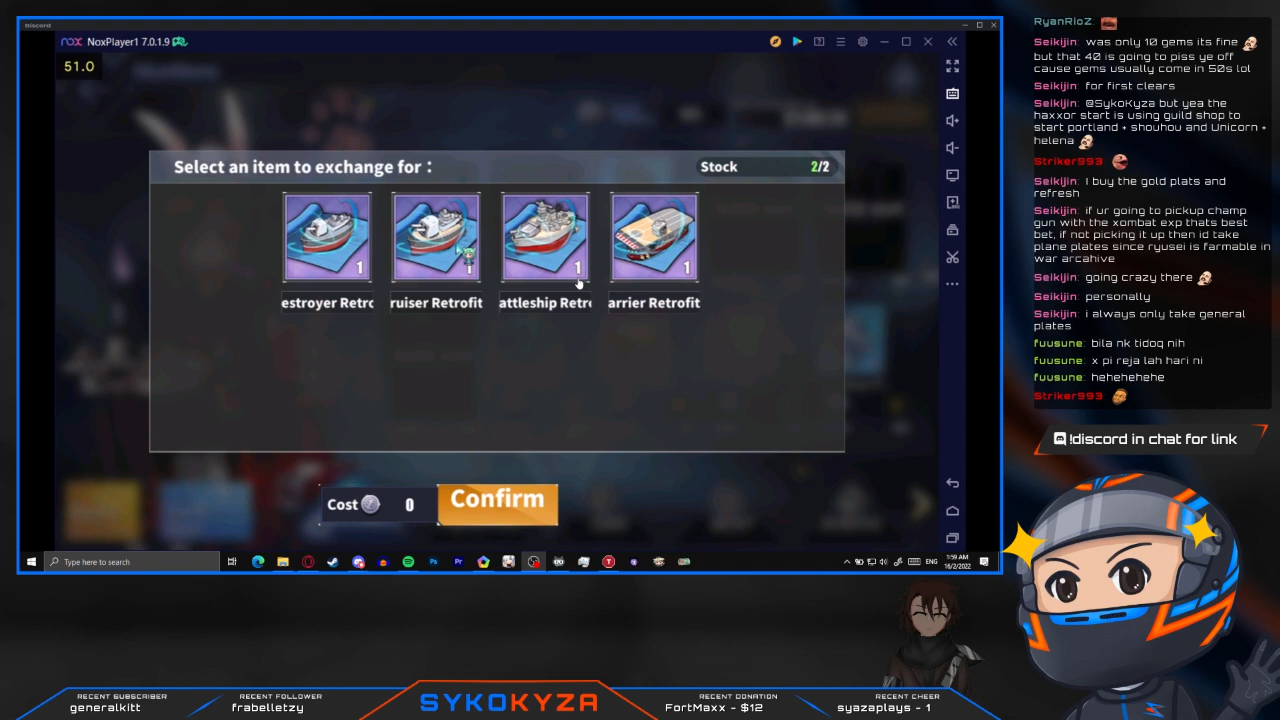 Discord
nox NoxPlayer1 7.0.1.9
51.0
Select an item to exchange for :
Stock 2/2
1
1
1
1
estroyer Retro
ruiser Retrofit
attleship Retro
arrier Retrofit
Cost 0
Confirm
Type here to search
ENG
1:59 AM
16/2/2022
RyanRioZ:
Seikijin: was only 10 gems its fine
but that 40 is going to piss ye off
cause gems usually come in 50s lol
Seikijin: for first clears
Seikijin: @SykoKyza but yea the
haxxor start is using guild shop to
start portland + shouhou and Unicorn +
helena
Striker993
Seikijin: I buy the gold plats and
refresh
Seikijin: if ur going to pickup champ
gun with the xombat exp thats best
bet, if not picking it up then id take
plane plates since ryusei is farmable in
war arcahive
Seikijin: going crazy there
Seikijin: personally
Seikijin: i always only take general
plates
fuusune: bila nk tidoq nih
fuusune: x pi reja lah hari ni
fuusune: hehehehehe
Striker993
!discord in chat for link
RECENT SUBSCRIBER
generalkitt
RECENT FOLLOWER
frabelletzy
SYKOKYZA
RECENT DONATION
FortMaxx - $12
RECENT CHEER
syazaplays - 1